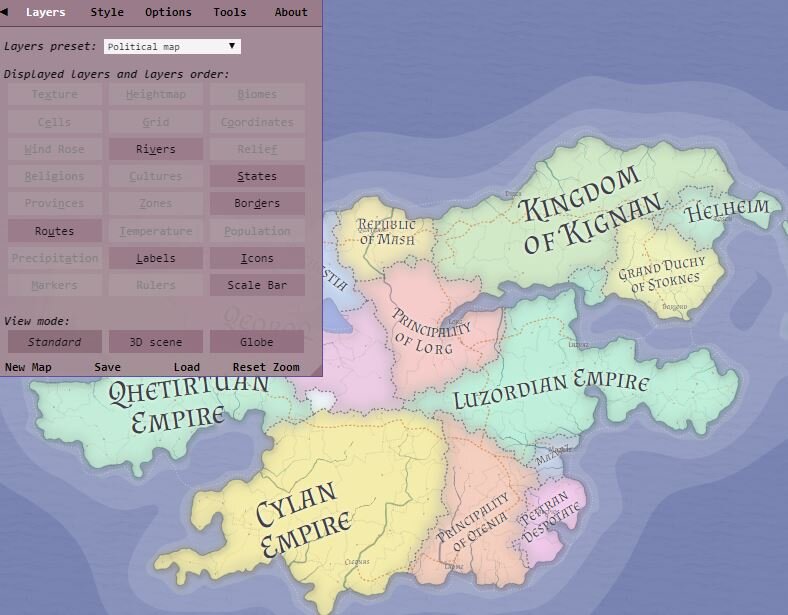 ◀ Layers Style Options Tools About
Layers preset: Political map ▼
Displayed layers and layers order:
Texture Heightmap Biomes
Cells Grid Coordinates
Wind Rose Rivers Relief
Religions Cultures States
Provinces Zones Borders
Routes Temperature Population
Precipitation Labels Icons
Markers Rulers Scale Bar
View mode:
Standard 3D scene Globe
New Map Save Load Reset Zoom
Kingdom
of Kignan
Helheim
Republic
of Mash
Grand Duchy
of Stoknes
Principality
of Lorg
Luzordian Empire
Qhetirtuan
Empire
Cylan
Empire
Principality
of Otenia